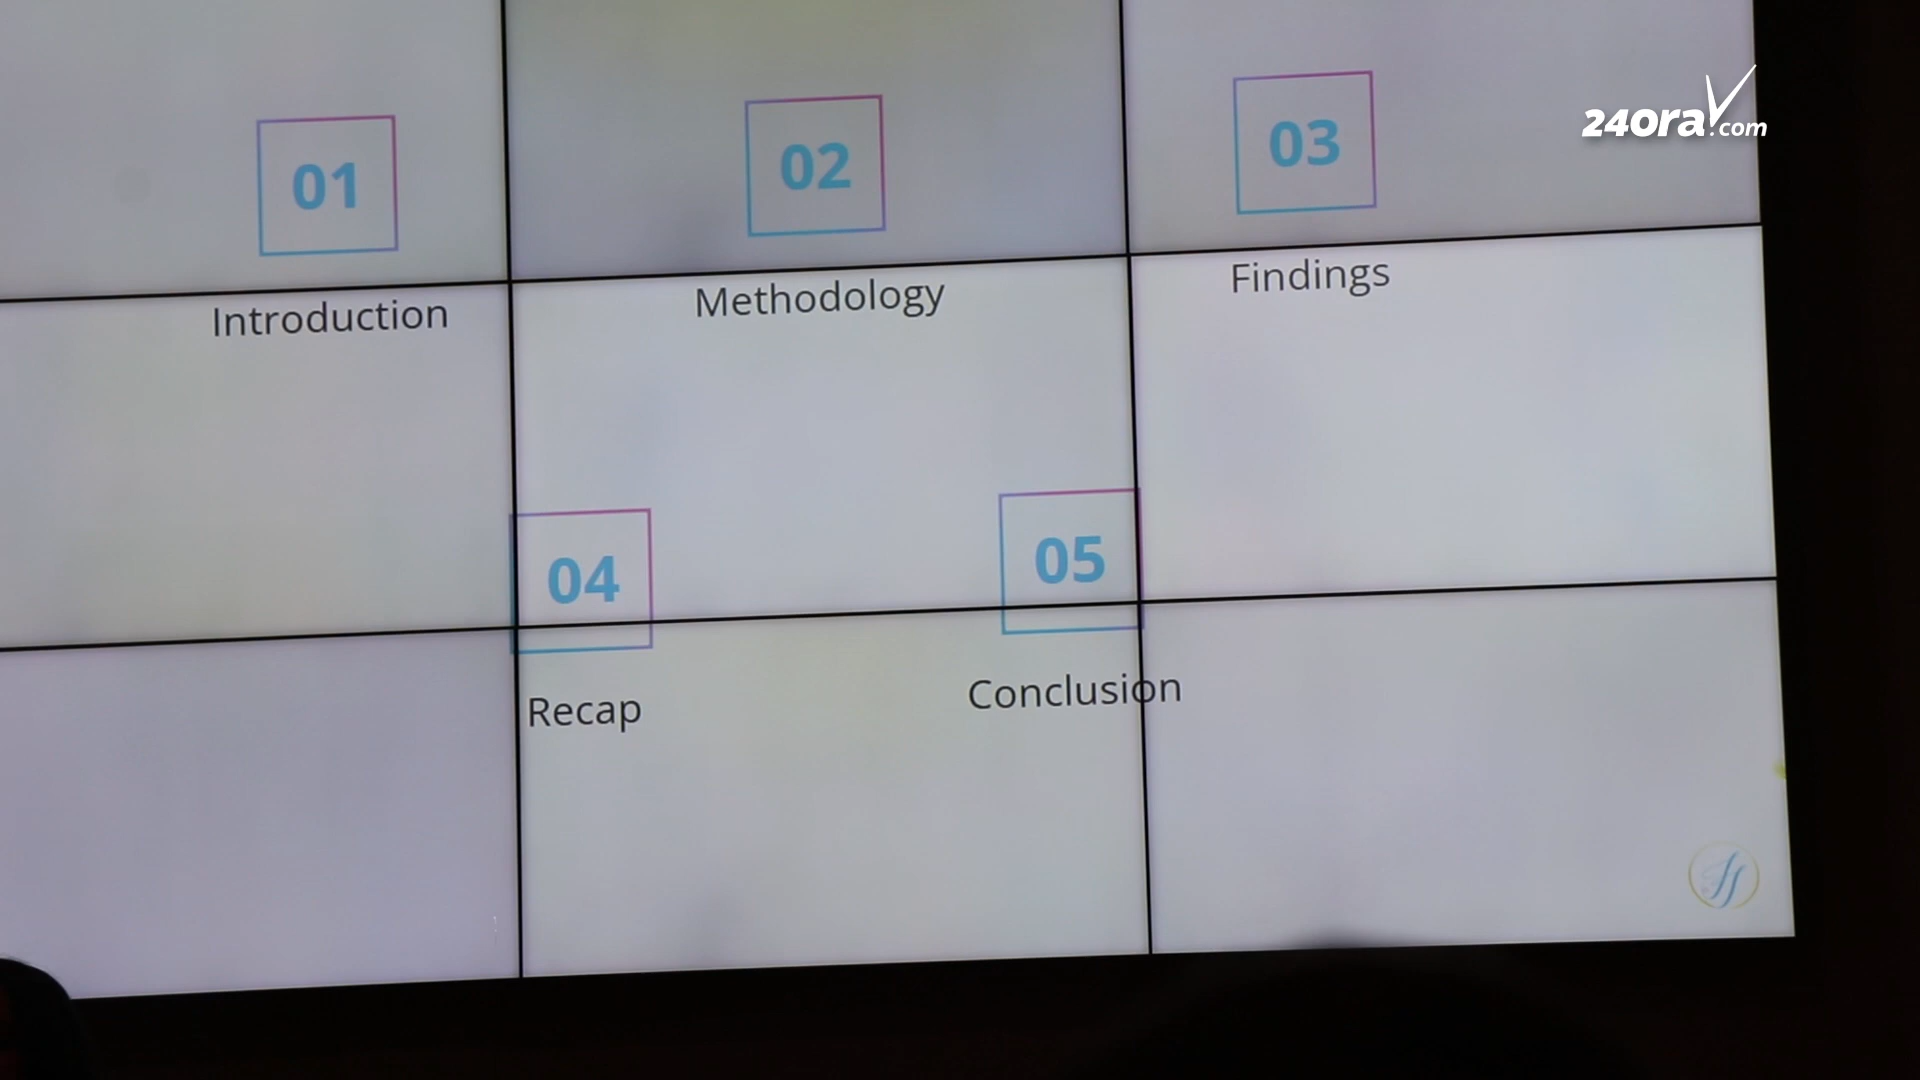 01
02
03
24ora.com
Introduction
Methodology
Findings
04
05
Recap
Conclusion